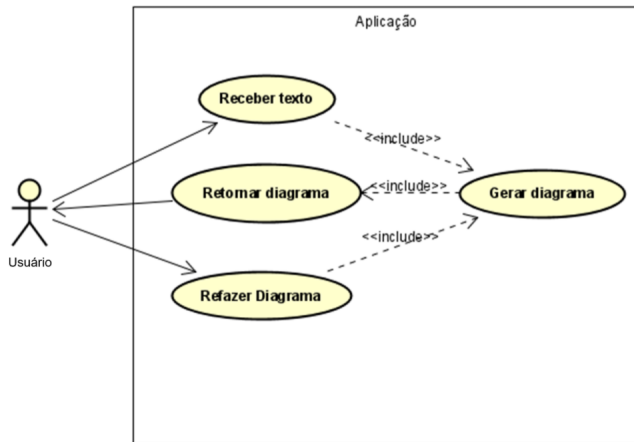 Aplicação
Receber texto
<<include>>
Retornar diagrama
<<include>>
Gerar diagrama
Usuário
<<include>>
Refazer Diagrama